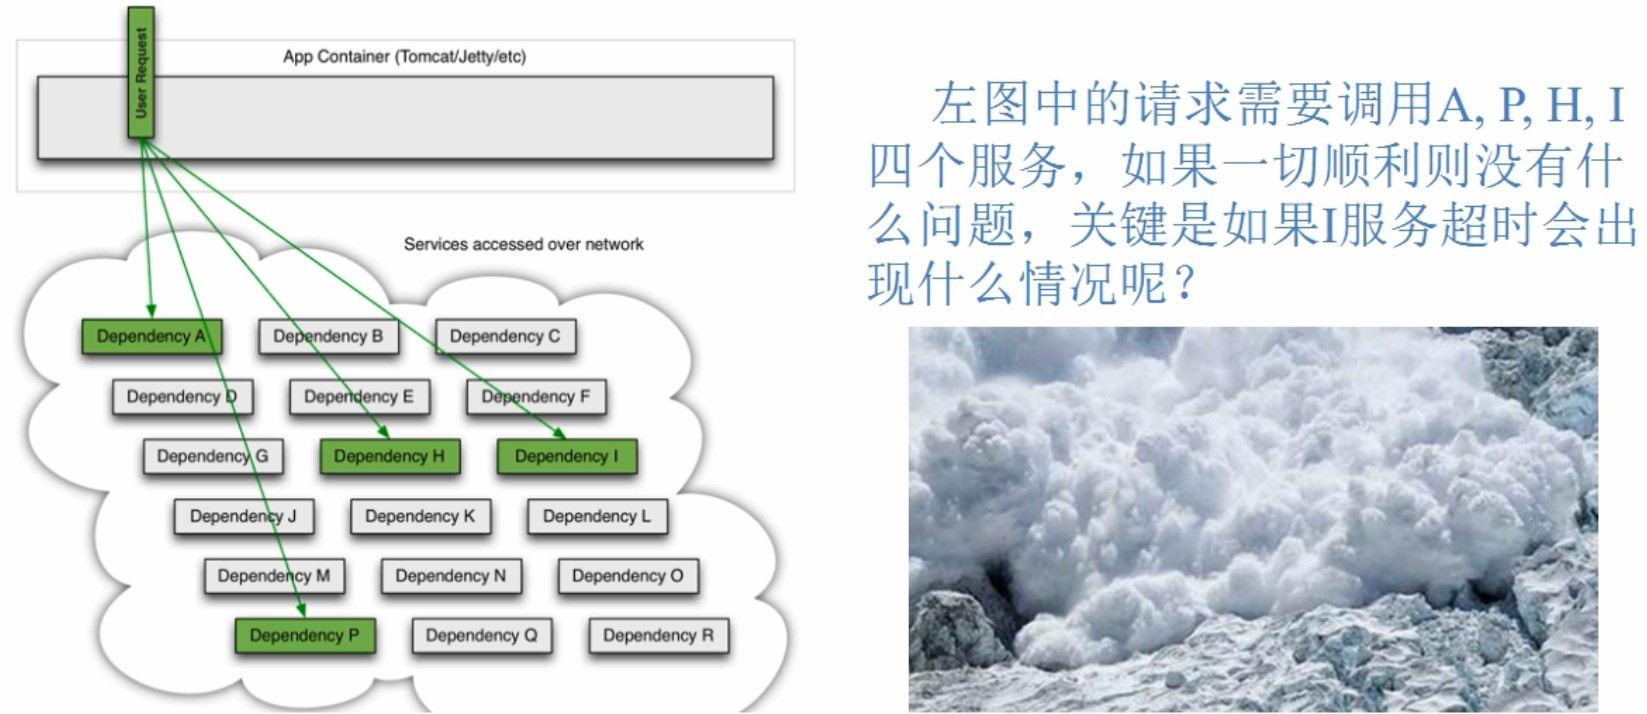 User Request
App Container (Tomcat/Jetty/etc)
Services accessed over network
Dependency A
Dependency B
Dependency C
Dependency D
Dependency E
Dependency F
Dependency G
Dependency H
Dependency I
Dependency J
Dependency K
Dependency L
Dependency M
Dependency N
Dependency O
Dependency P
Dependency Q
Dependency R
左图中的请求需要调用A, P, H, I
四个服务，如果一切顺利则没有什
么问题，关键是如果I服务超时会出
现什么情况呢？